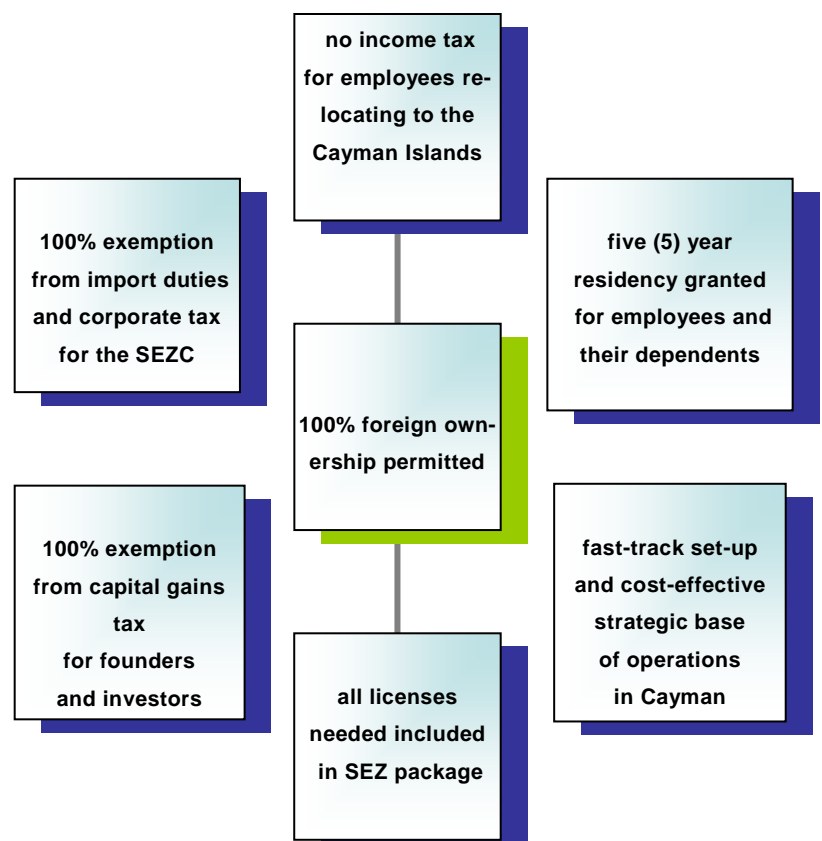 no income tax
for employees re-
locating to the
Cayman Islands
100% exemption
from import duties
and corporate tax
for the SEZC
five (5) year
residency granted
for employees and
their dependents
100% foreign own-
ership permitted
100% exemption
from capital gains
tax
for founders
and investors
fast-track set-up
and cost-effective
strategic base
of operations
in Cayman
all licenses
needed included
in SEZ package